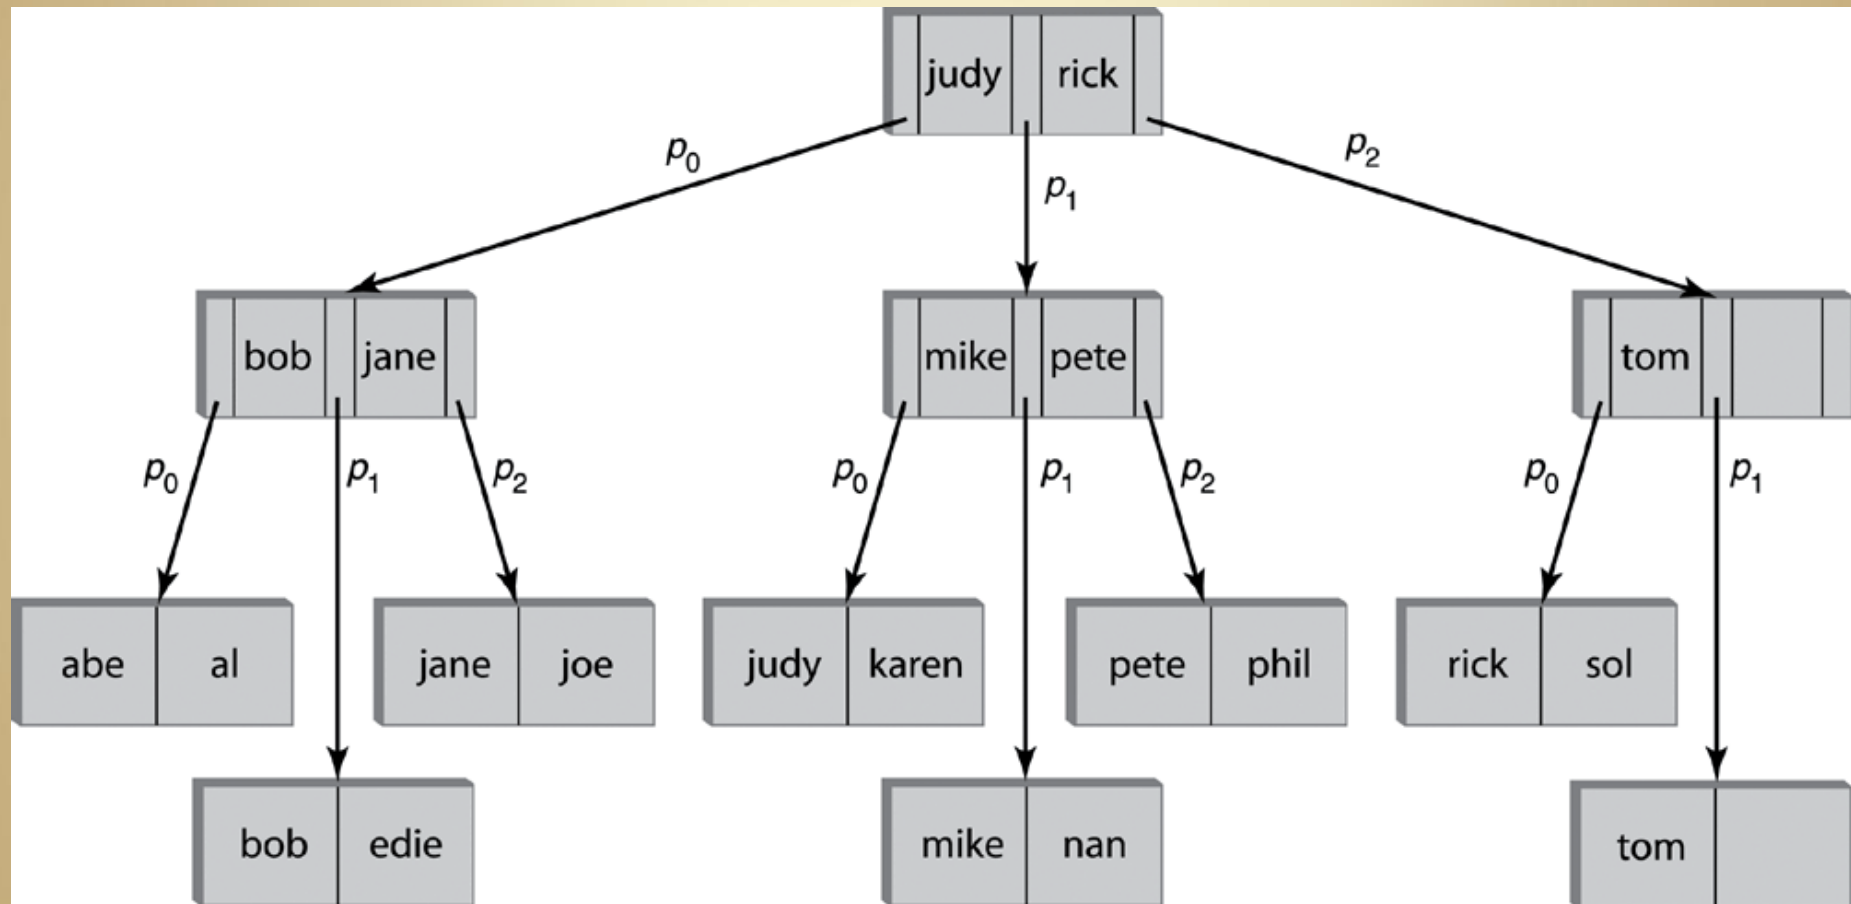 judy rick
p0
p1
p2
bob jane
mike pete
tom
p0
p1
p2
p0
p1
p2
p0
p1
abe al
jane joe
judy karen
pete phil
rick sol
bob edie
mike nan
tom